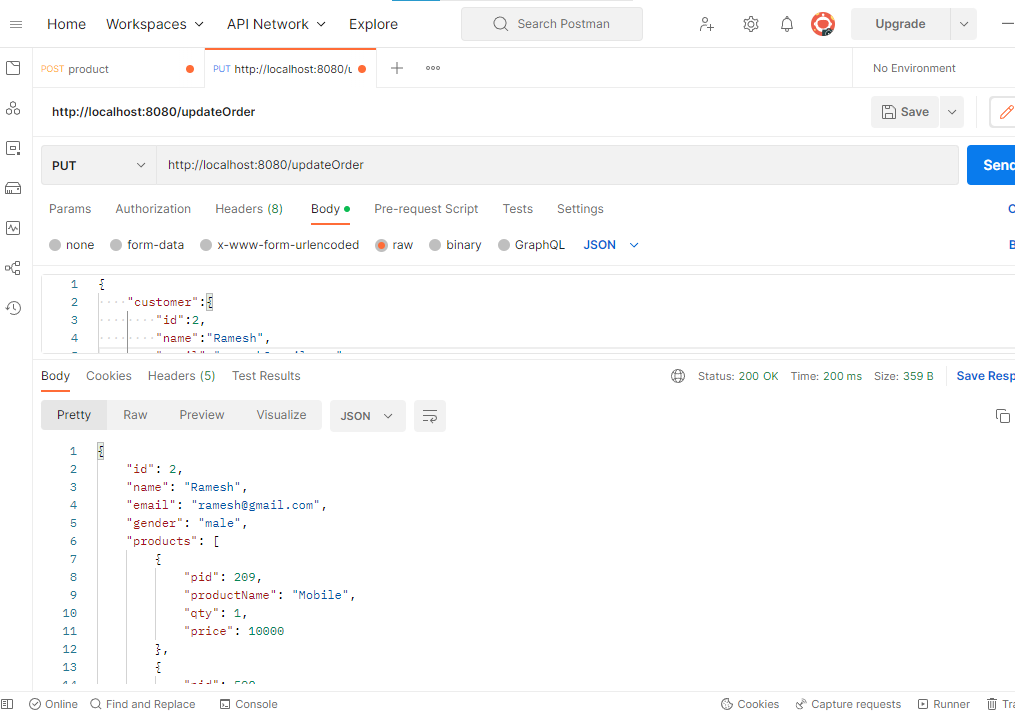 Home Workspaces API Network Explore Search Postman Upgrade
POST product PUT http://localhost:8080/u No Environment
http://localhost:8080/updateOrder Save
PUT http://localhost:8080/updateOrder Send
Params Authorization Headers (8) Body Pre-request Script Tests Settings
none form-data x-www-form-urlencoded raw binary GraphQL JSON B
1 {
2 "customer":{
3 "id":2,
4 "name":"Ramesh",
Body Cookies Headers (5) Test Results Status: 200 OK Time: 200 ms Size: 359 B Save Resp
Pretty Raw Preview Visualize JSON
1 {
2 "id": 2,
3 "name": "Ramesh",
4 "email": "ramesh@gmail.com",
5 "gender": "male",
6 "products": [
7 {
8 "pid": 209,
9 "productName": "Mobile",
10 "qty": 1,
11 "price": 10000
12 },
13 {
Online Find and Replace Console Cookies Capture requests Runner Tra